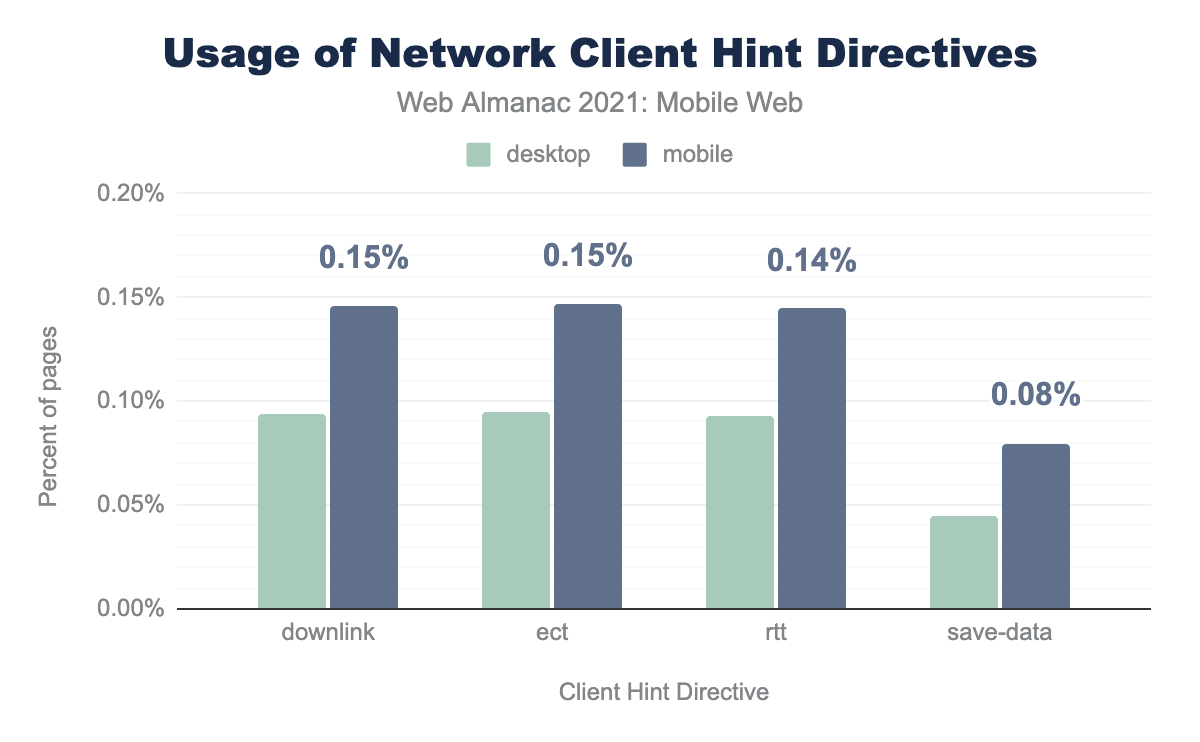 Usage of Network Client Hint Directives
Web Almanac 2021: Mobile Web
desktop mobile
0.20%
0.15%
0.10%
0.05%
0.00%
Percent of pages
0.15% 0.15% 0.14% 0.08%
downlink ect rtt save-data
Client Hint Directive